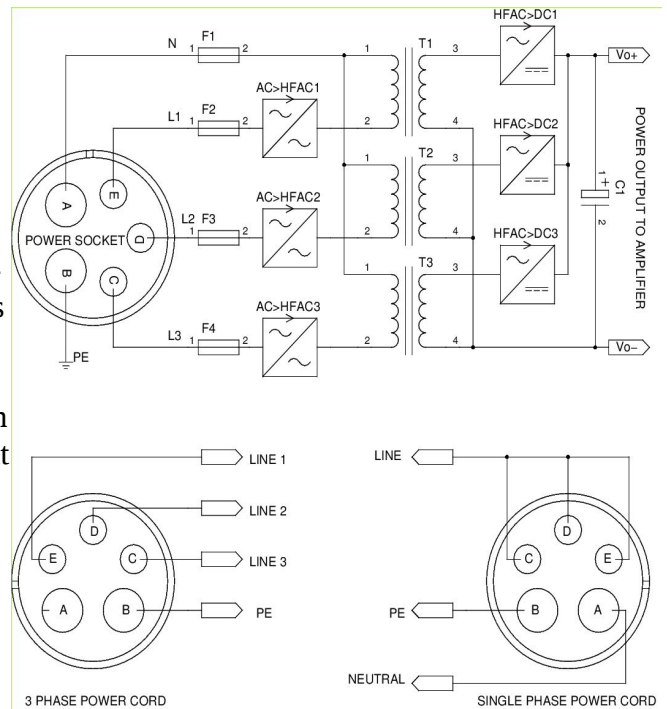 HFAC>DC1
N 1 F1 2
1 T1 3
Vo+
AC>HFAC1
L1 1 F2 2
2 4
HFAC>DC2
POWER OUTPUT TO AMPLIFIER
1 T2 3
1 + C1 2
A E
AC>HFAC2
L2 1 F3 2
POWER SOCKET D
2 4
HFAC>DC3
B C
1 T3 3
s
AC>HFAC3
L3 1 F4 2
2 4
Vo−
PE
n
t
LINE 1
LINE
LINE 2
D
D
E C
LINE 3
C E
A B
PE
PE
B A
NEUTRAL
3 PHASE POWER CORD
SINGLE PHASE POWER CORD